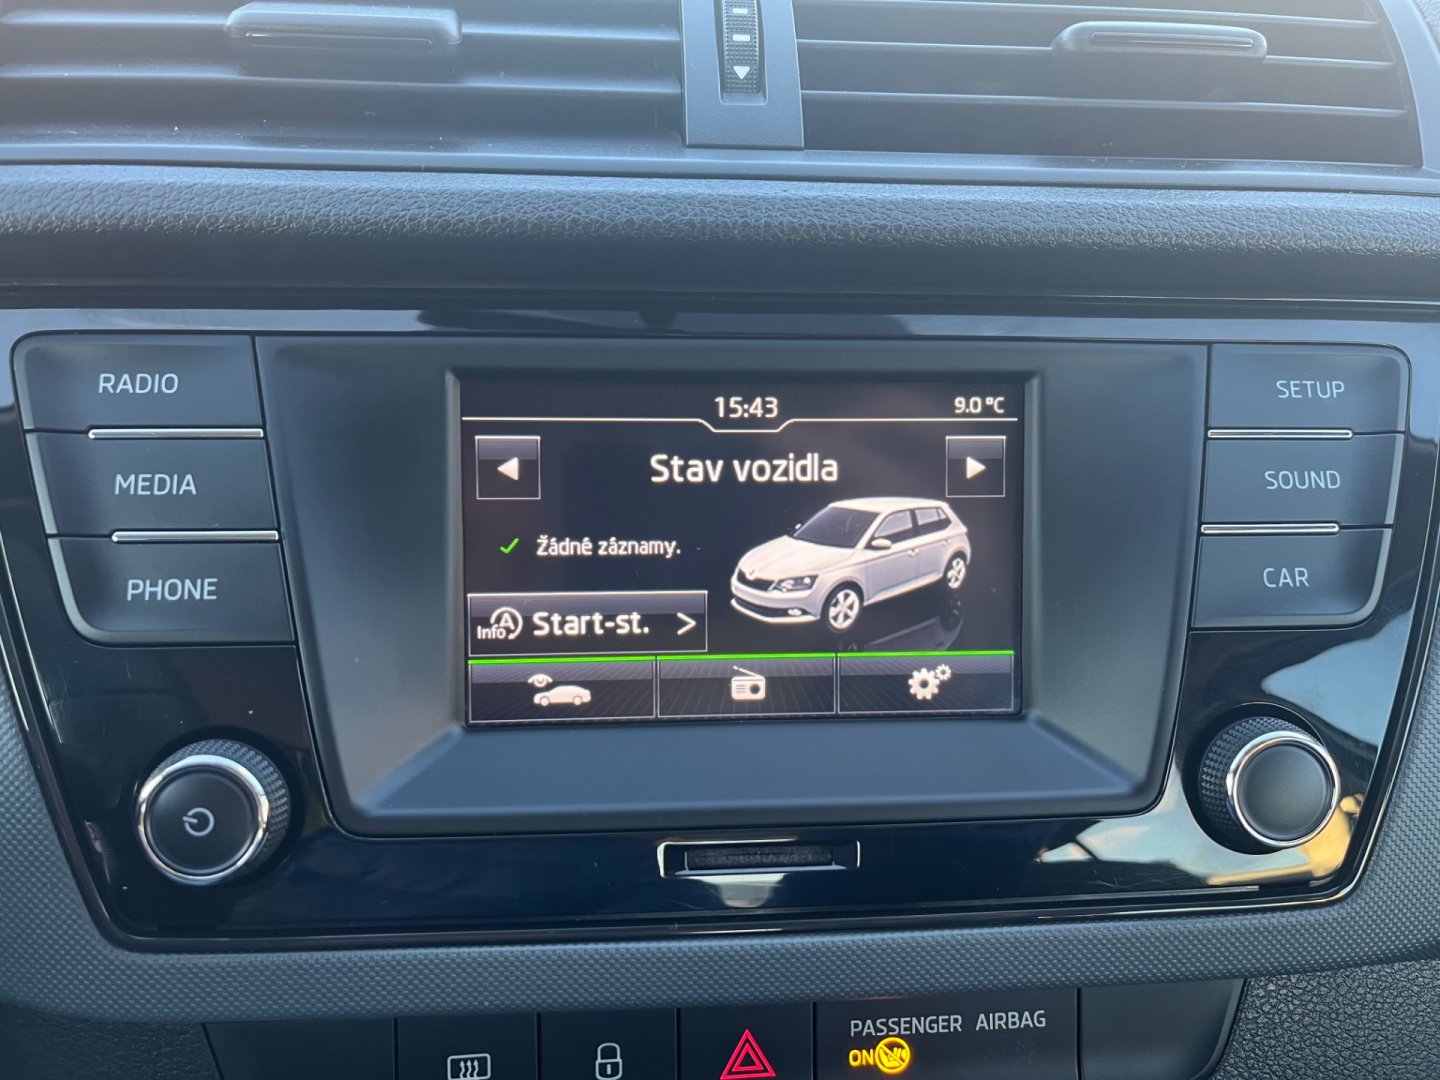 RADIO
MEDIA
PHONE
15:43
9.0 °C
Stav vozidla
Žádné záznamy.
Info A
Start-st. >
SETUP
SOUND
CAR
PASSENGER AIRBAG
ON